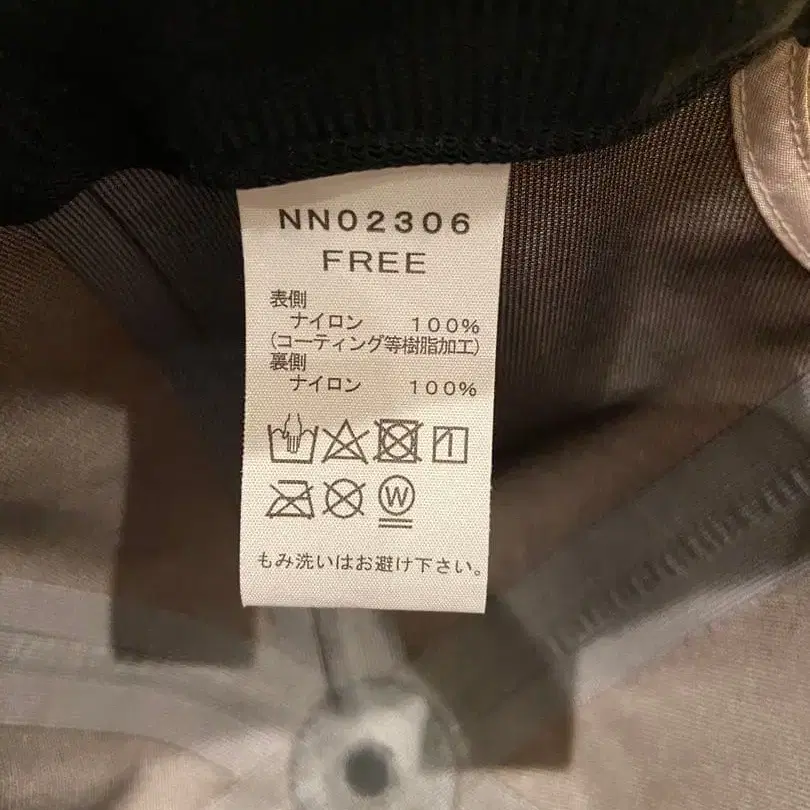 NN02306
FREE
表側
ナイロン 100%
(コーティング等樹脂加工)
裏側
ナイロン 100%
W
もみ洗いはお避け下さい。